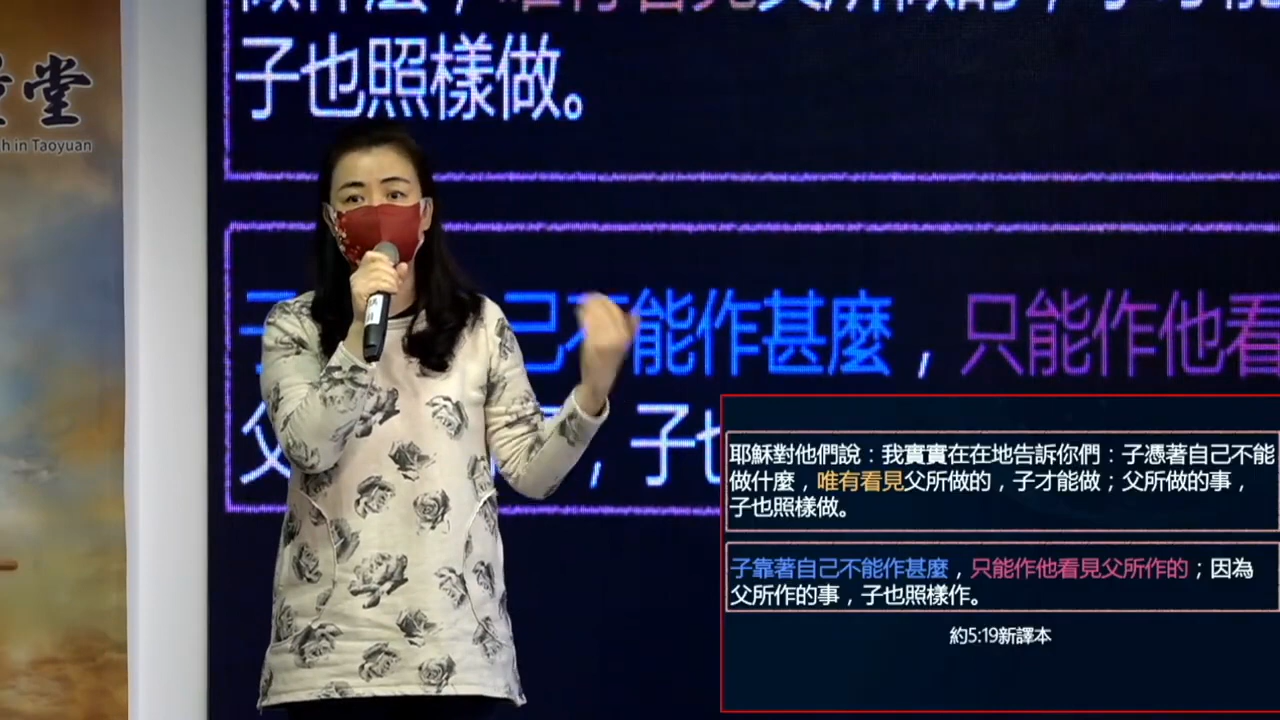 子也照樣做。
堂
h in Taoyuan
己不能作甚麼，只能作他看
父
，子也
耶穌對他們說：我實實在在地告訴你們：子憑著自己不能
做什麼，唯有看見父所做的，子才能做；父所做的事，
子也照樣做。
子靠著自己不能作甚麼，只能作他看見父所作的；因為
父所作的事，子也照樣作。
約5:19新譯本